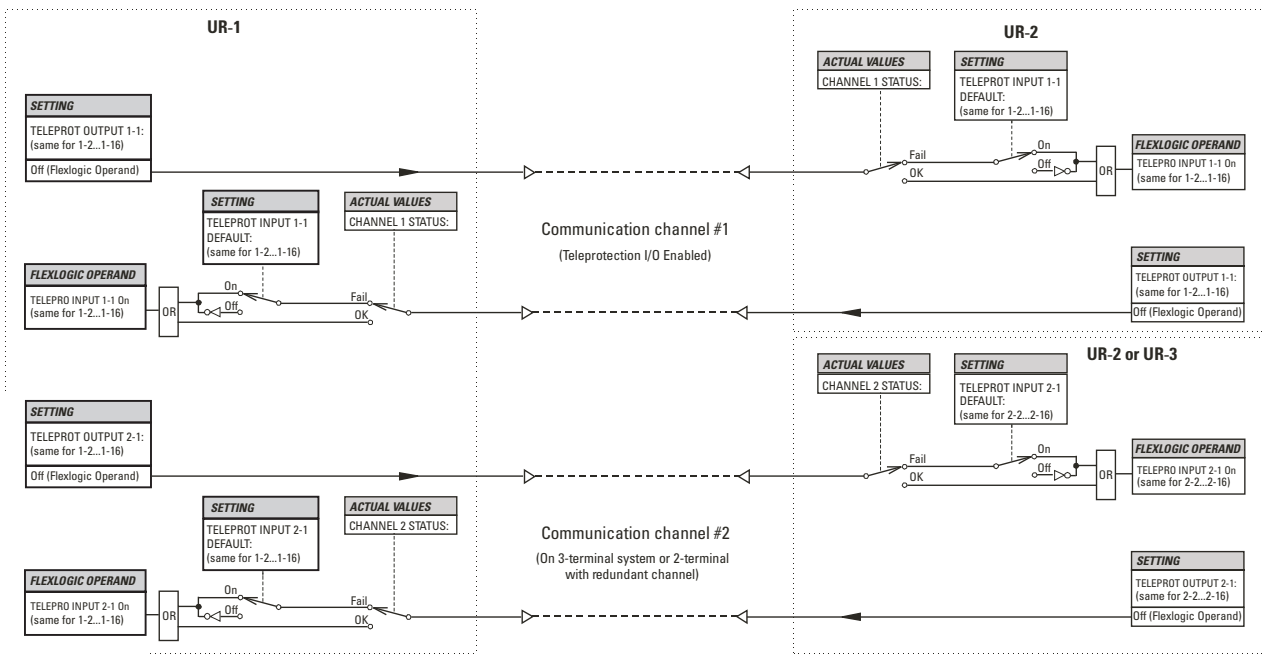 UR-1
SETTING
TELEPROT OUTPUT 1-1:
(same for 1-2...1-16)
Off (Flexlogic Operand)
SETTING
TELEPROT INPUT 1-1
DEFAULT:
(same for 1-2...1-16)
ACTUAL VALUES
CHANNEL 1 STATUS:
FLEXLOGIC OPERAND
TELEPRO INPUT 1-1 On
(same for 1-2...1-16)
OR
On
Off
Fail
OK
Communication channel #1
(Teleprotection I/O Enabled)
UR-2
ACTUAL VALUES
CHANNEL 1 STATUS:
SETTING
TELEPROT INPUT 1-1
DEFAULT:
(same for 1-2...1-16)
Fail
OK
On
Off
OR
FLEXLOGIC OPERAND
TELEPRO INPUT 1-1 On
(same for 1-2...1-16)
SETTING
TELEPROT OUTPUT 1-1:
(same for 1-2...1-16)
Off (Flexlogic Operand)
SETTING
TELEPROT OUTPUT 2-1:
(same for 1-2...1-16)
Off (Flexlogic Operand)
SETTING
TELEPROT INPUT 2-1
DEFAULT:
(same for 1-2...1-16)
ACTUAL VALUES
CHANNEL 2 STATUS:
FLEXLOGIC OPERAND
TELEPRO INPUT 2-1 On
(same for 1-2...1-16)
OR
On
Off
Fail
OK
Communication channel #2
(On 3-terminal system or 2-terminal
with redundant channel)
UR-2 or UR-3
ACTUAL VALUES
CHANNEL 2 STATUS:
SETTING
TELEPROT INPUT 2-1
DEFAULT:
(same for 2-2...2-16)
Fail
OK
On
Off
OR
FLEXLOGIC OPERAND
TELEPRO INPUT 2-1 On
(same for 2-2...2-16)
SETTING
TELEPROT OUTPUT 2-1:
(same for 2-2...2-16)
Off (Flexlogic Operand)